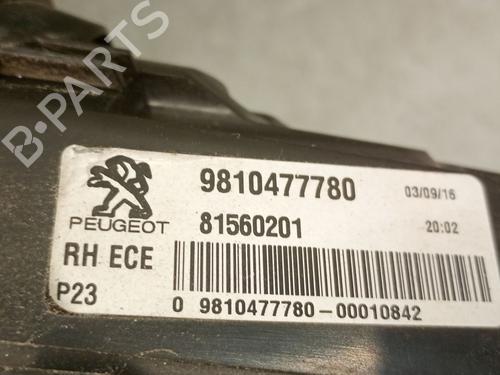 B-PARTS
PEUGEOT
9810477780 03/09/16
81560201 20:02
RH ECE
P23
0 9810477780-00010842